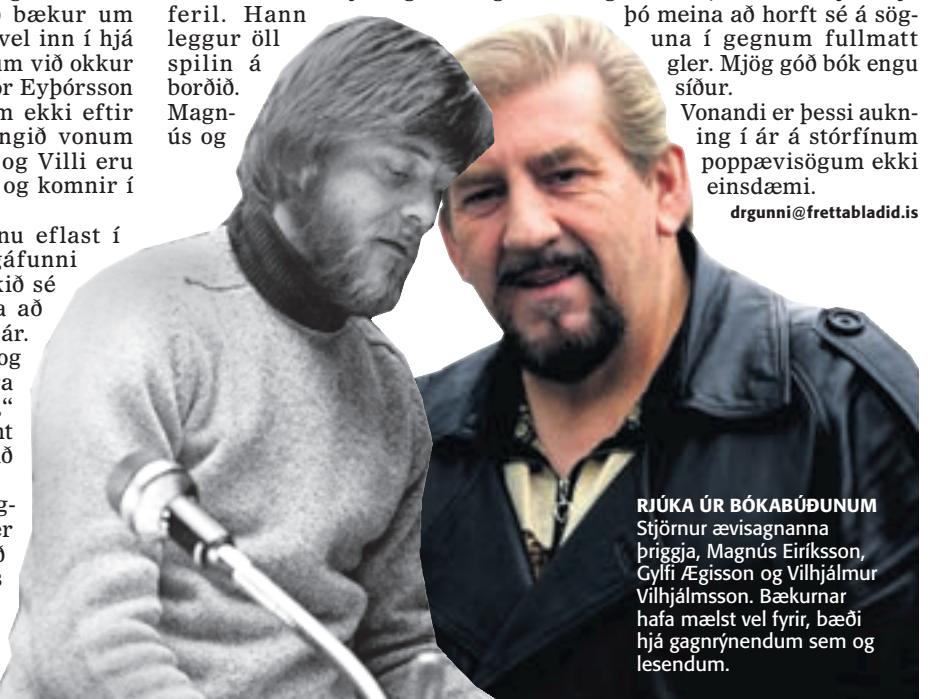 bækur um
vel inn í hjá
við okkur
Eyþórsson
ekki eftir
vonum
og Villi eru
og komnir í
eflast í
sé
að
ár.
og
feril. Hann
leggur öll
spilin á
borðið.
Magn-
ús og
þó meina að horft sé á sög-
una í gegnum fullmatt
gler. Mjög góð bók engu
síður.
Vonandi er þessi aukn-
ing í ár á stórfínum
poppævisögum ekki
einsdæmi.
drgunni@frettabladid.is
RJÚKA ÚR BÓKABÚÐUNUM
Stjörnur ævisagnanna
þriggja, Magnús Eiríksson,
Gylfi Ægisson og Vilhjálmur
Vilhjálmsson. Bækurnar
hafa mælst vel fyrir, bæði
hjá gagnrýnendum sem og
lesendum.